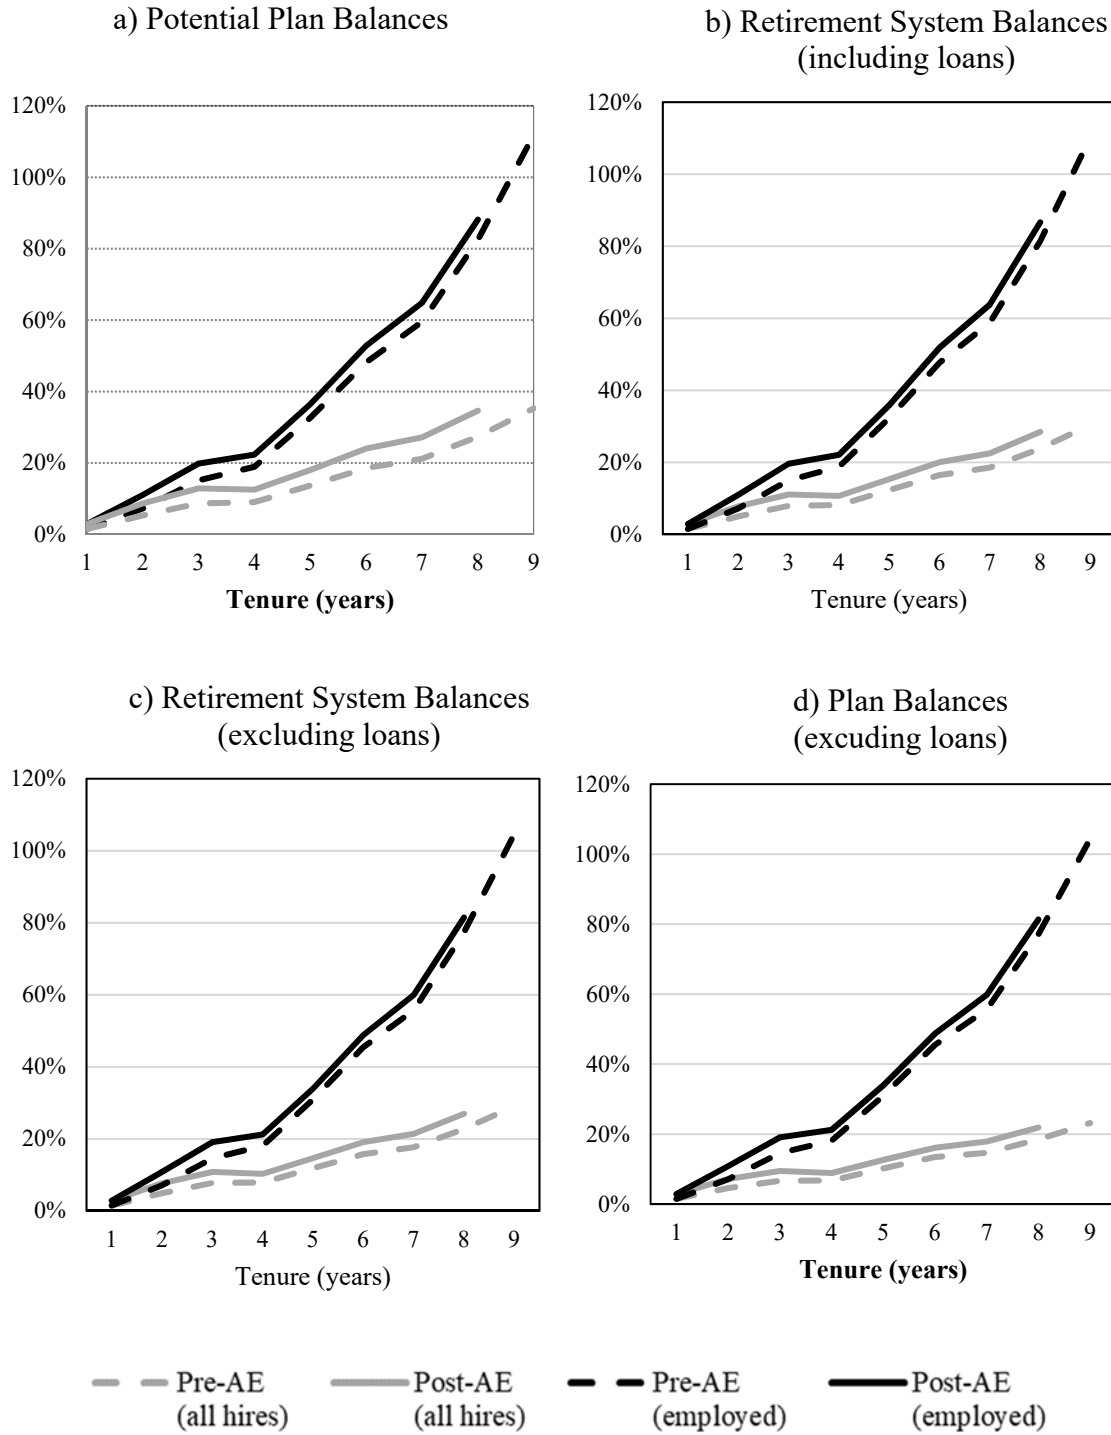 a) Potential Plan Balances
120%
100%
80%
60%
40%
20%
0%
1 2 3 4 5 6 7 8 9
Tenure (years)
b) Retirement System Balances
(including loans)
120%
100%
80%
60%
40%
20%
0%
1 2 3 4 5 6 7 8 9
Tenure (years)
c) Retirement System Balances
(excluding loans)
120%
100%
80%
60%
40%
20%
0%
1 2 3 4 5 6 7 8 9
Tenure (years)
d) Plan Balances
(excuding loans)
120%
100%
80%
60%
40%
20%
0%
1 2 3 4 5 6 7 8 9
Tenure (years)
Pre-AE
(all hires)
Post-AE
(all hires)
Pre-AE
(employed)
Post-AE
(employed)